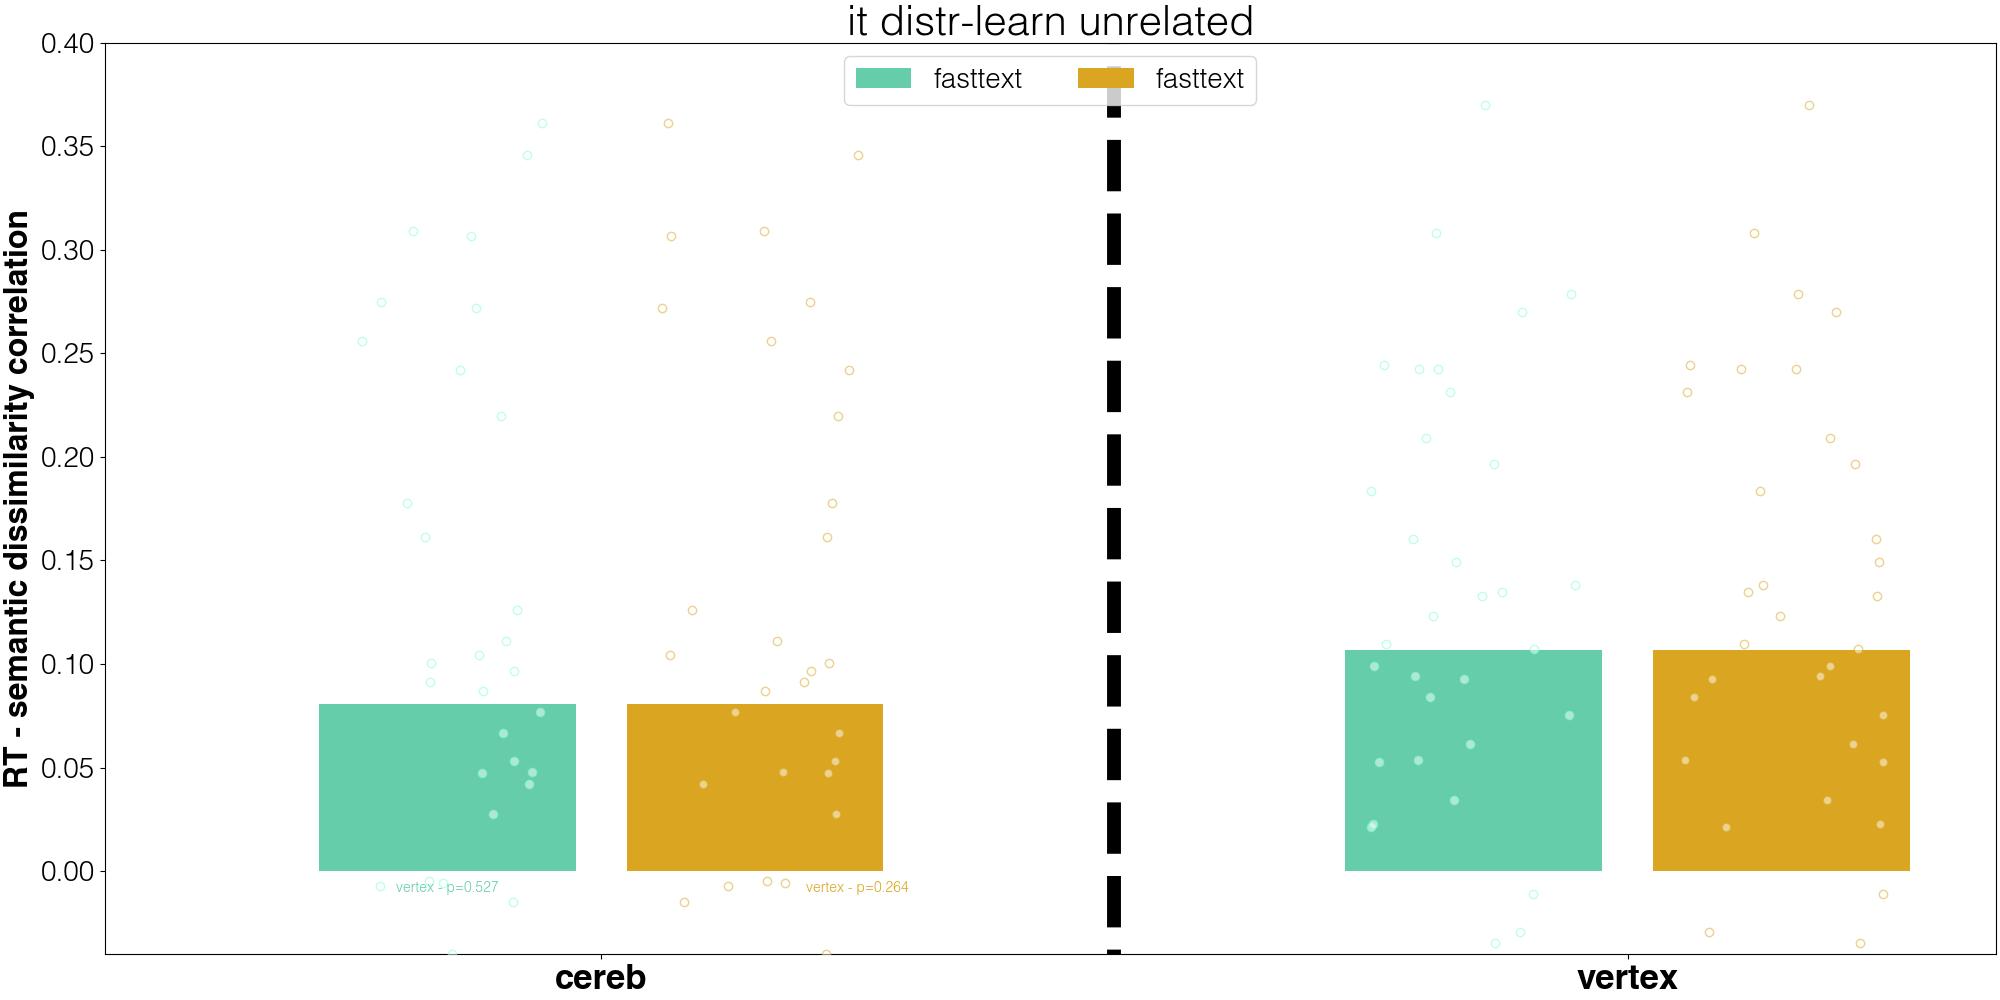 it distr-learn unrelated
fasttext fasttext
RT - semantic dissimilarity correlation
0.40
0.35
0.30
0.25
0.20
0.15
0.10
0.05
0.00
vertex - p=0.527 vertex - p=0.264
cereb vertex